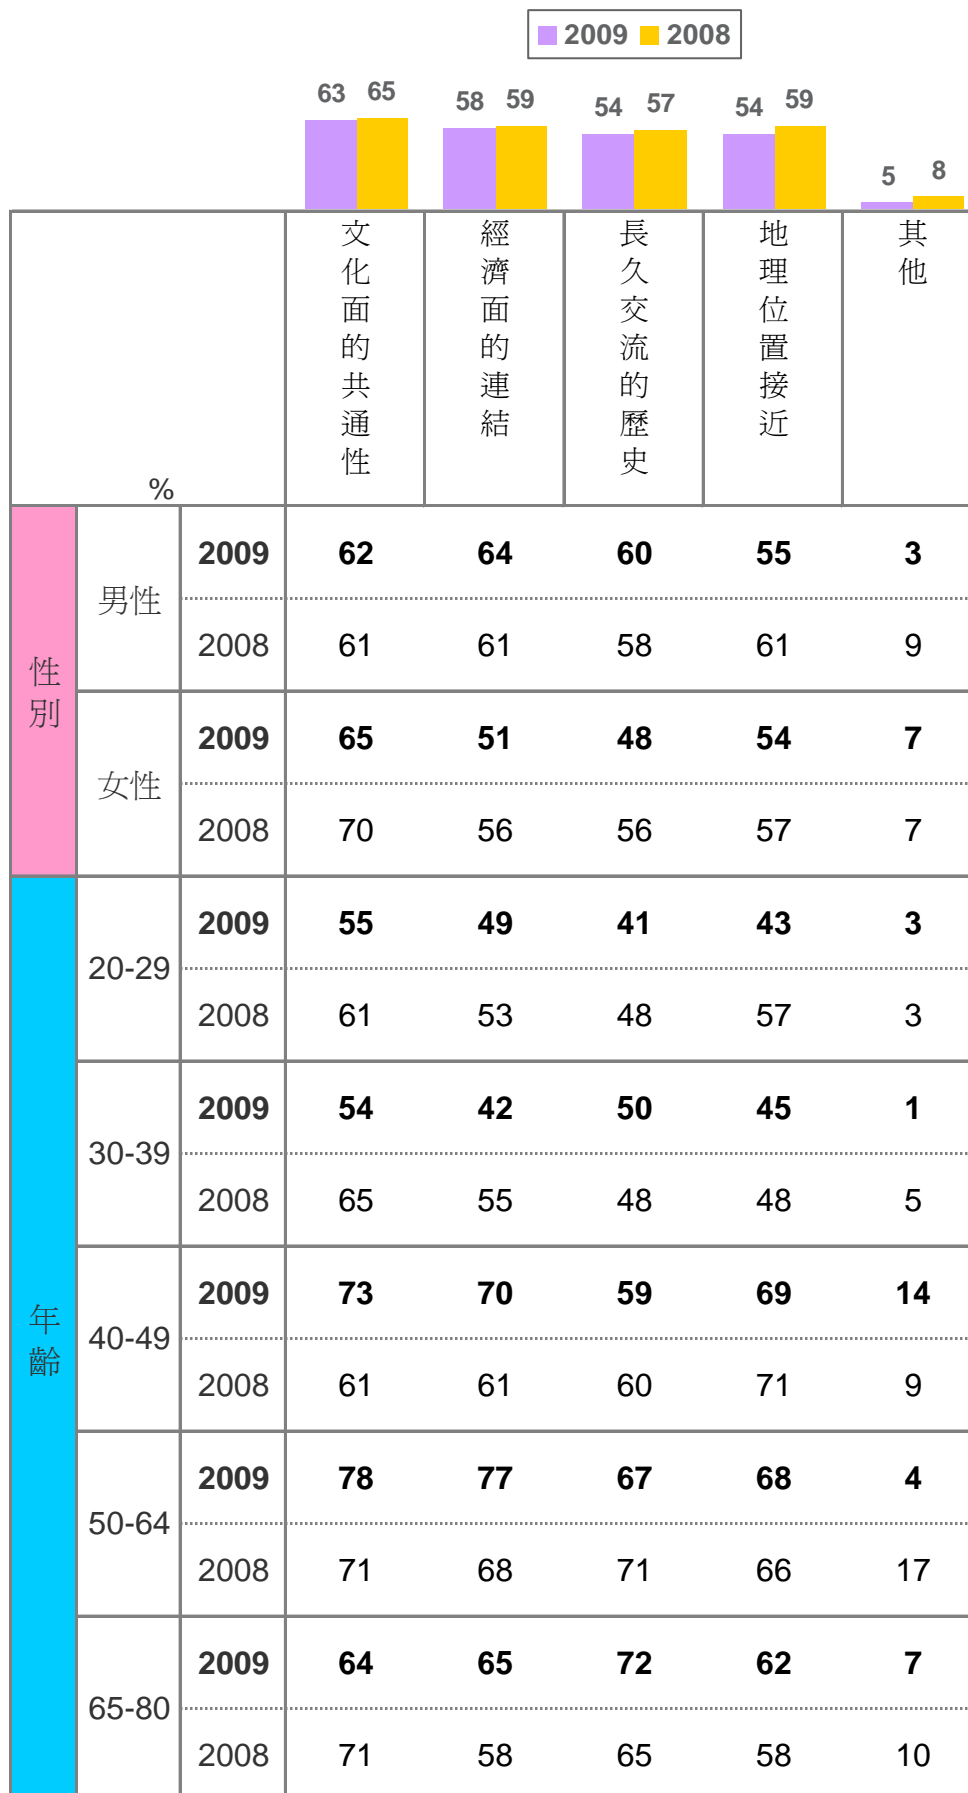 2009 2008
63 65 58 59 54 57 54 59 5 8
% 文化面的共通性 經濟面的連結 長久交流的歷史 地理位置接近 其他
性別
男性
2009 62 64 60 55 3
2008 61 61 58 61 9
女性
2009 65 51 48 54 7
2008 70 56 56 57 7
年齡
20-29
2009 55 49 41 43 3
2008 61 53 48 57 3
30-39
2009 54 42 50 45 1
2008 65 55 48 48 5
40-49
2009 73 70 59 69 14
2008 61 61 60 71 9
50-64
2009 78 77 67 68 4
2008 71 68 71 66 17
65-80
2009 64 65 72 62 7
2008 71 58 65 58 10